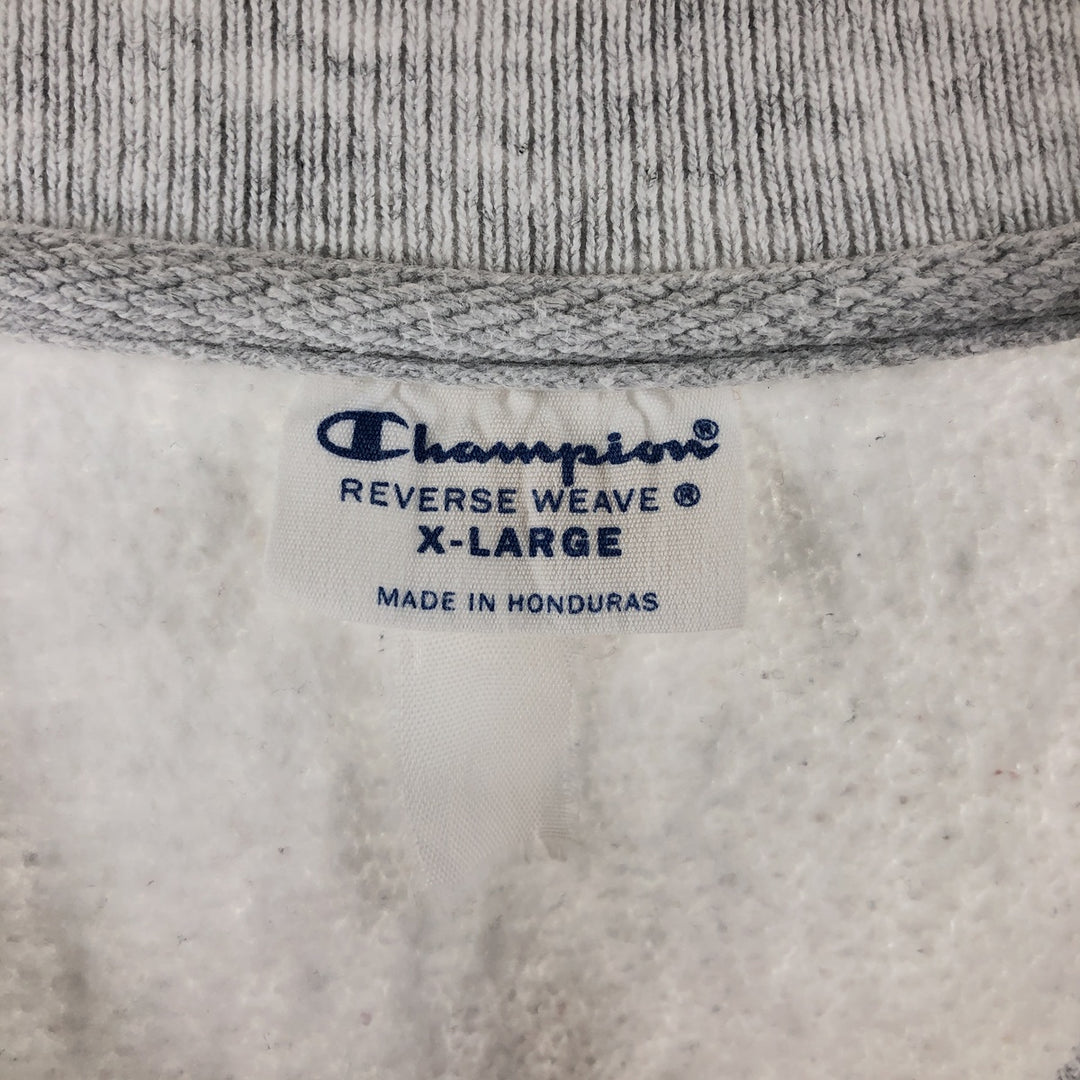 Champion®
REVERSE WEAVE ®
X-LARGE
MADE IN HONDURAS